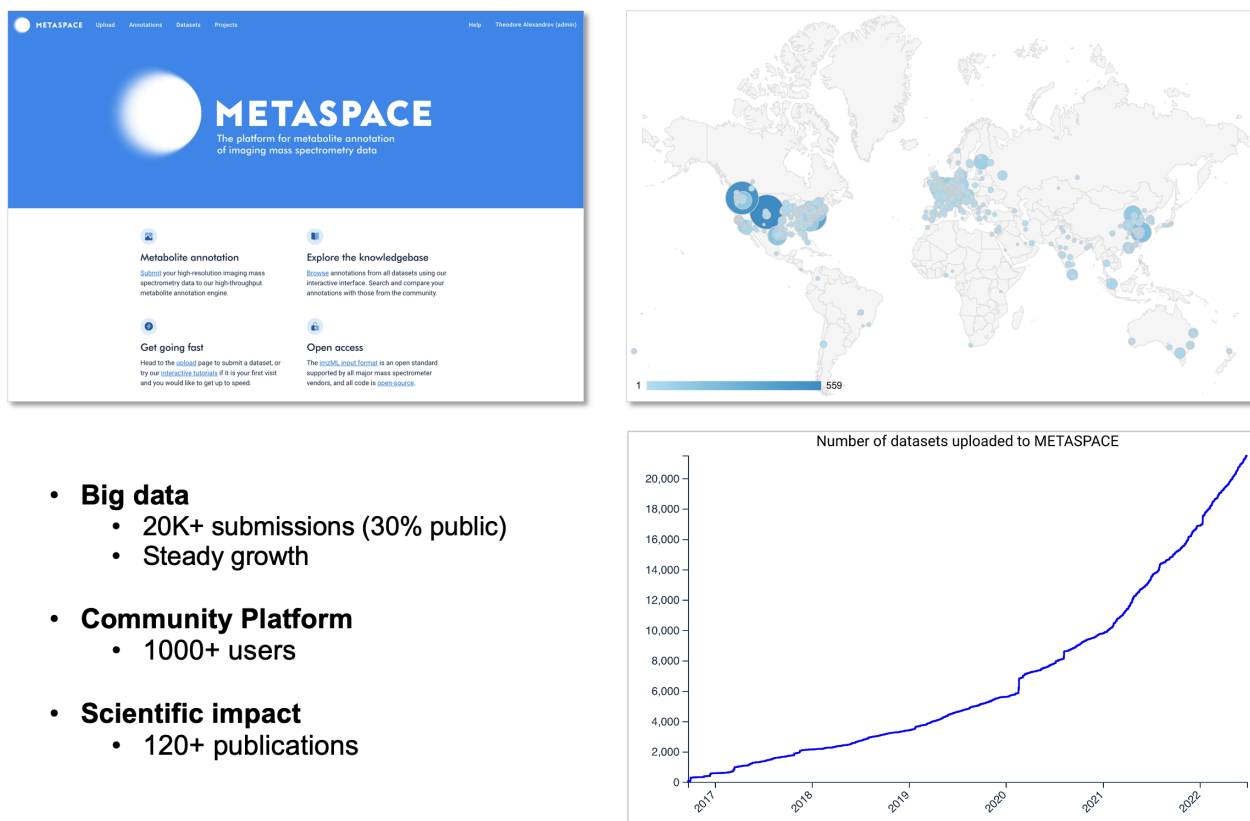 METASPACE Upload Annotations Datasets Projects Help Theodore Alexandrov (admin)
METASPACE
The platform for metabolite annotation
of imaging mass spectrometry data
Metabolite annotation
Submit your high-resolution imaging mass
spectrometry data to our high-throughput
metabolite annotation engine.
Explore the knowledgebase
Browse annotations from all datasets using our
interactive interface. Search and compare your
annotations with those from the community.
Get going fast
Head to the upload page to submit a dataset, or
try our interactive tutorials if it is your first visit
and you would like to get up to speed.
Open access
The imzML input format is an open standard
supported by all major mass spectrometer
vendors, and all code is open-source.
1 559
• Big data
• 20K+ submissions (30% public)
• Steady growth
• Community Platform
• 1000+ users
• Scientific impact
• 120+ publications
Number of datasets uploaded to METASPACE
20,000
18,000
16,000
14,000
12,000
10,000
8,000
6,000
4,000
2,000
0
2017 2018 2019 2020 2021 2022